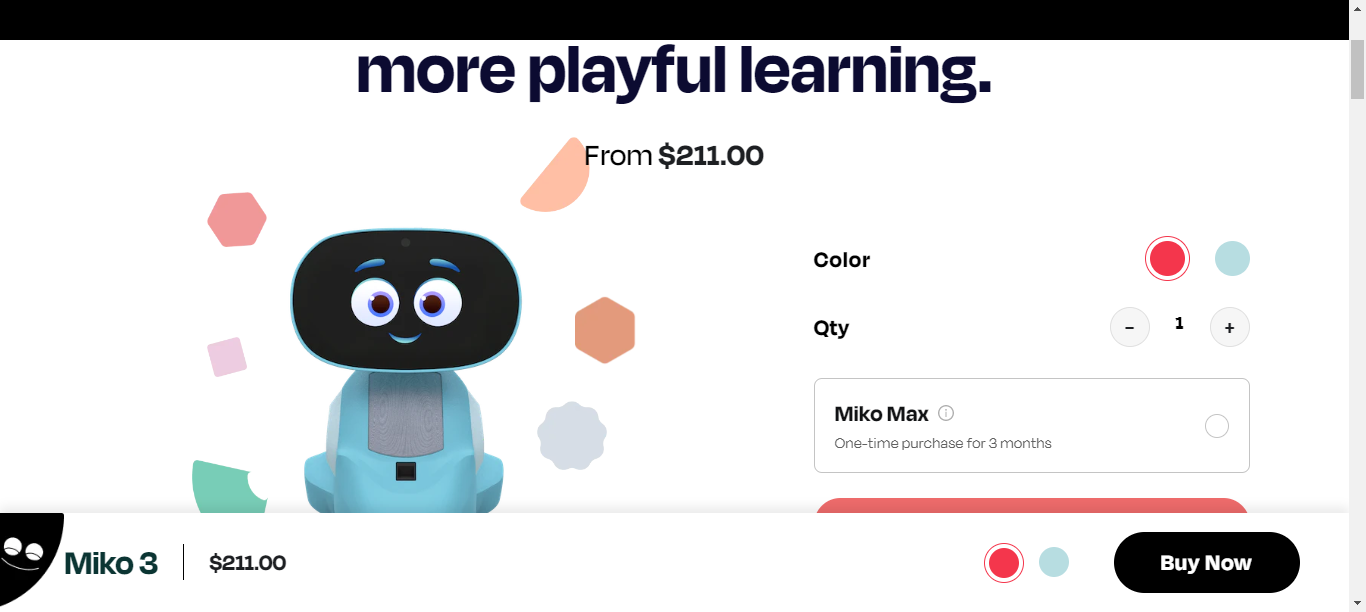 more playful learning.
From $211.00
Color
Qty
−
1
+
Miko Max
One-time purchase for 3 months
Miko 3
$211.00
Buy Now